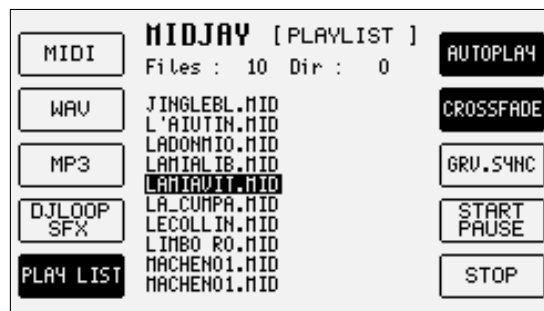 MIDJAY [ PLAYLIST ]
Files : 10 Dir : 0
MIDI
WAV
MP3
DJLOOP
SFX
PLAY LIST
JINGLEBL.MID
L'AIUTIN.MID
LADONMIO.MID
LAMIALIB.MID
LAMIAVIT.MID
LA_CUMPA.MID
LECOLLIN.MID
LIMBO RO.MID
MACHENO1.MID
MACHENO1.MID
AUTOPLAY
CROSSFADE
GRV.SYNC
START
PAUSE
STOP